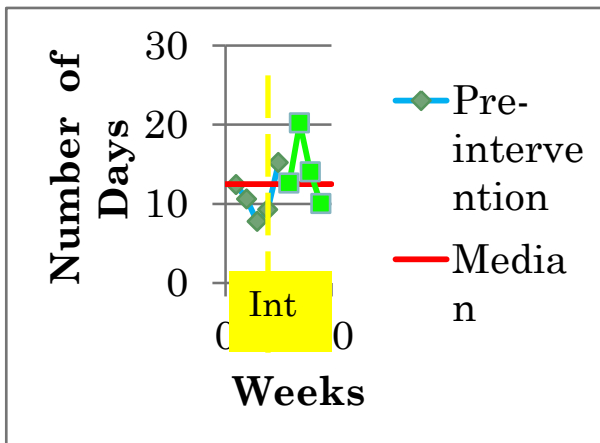 Number of
Days
30
20
10
0
0
0
Int
Weeks
Pre-
interve
ntion
Media
n